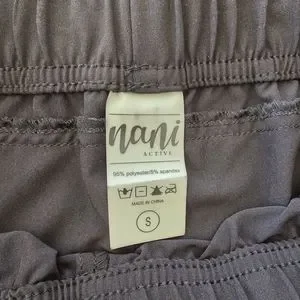 nani
ACTIVE
95% polyester/5% spandex
MADE IN CHINA
S